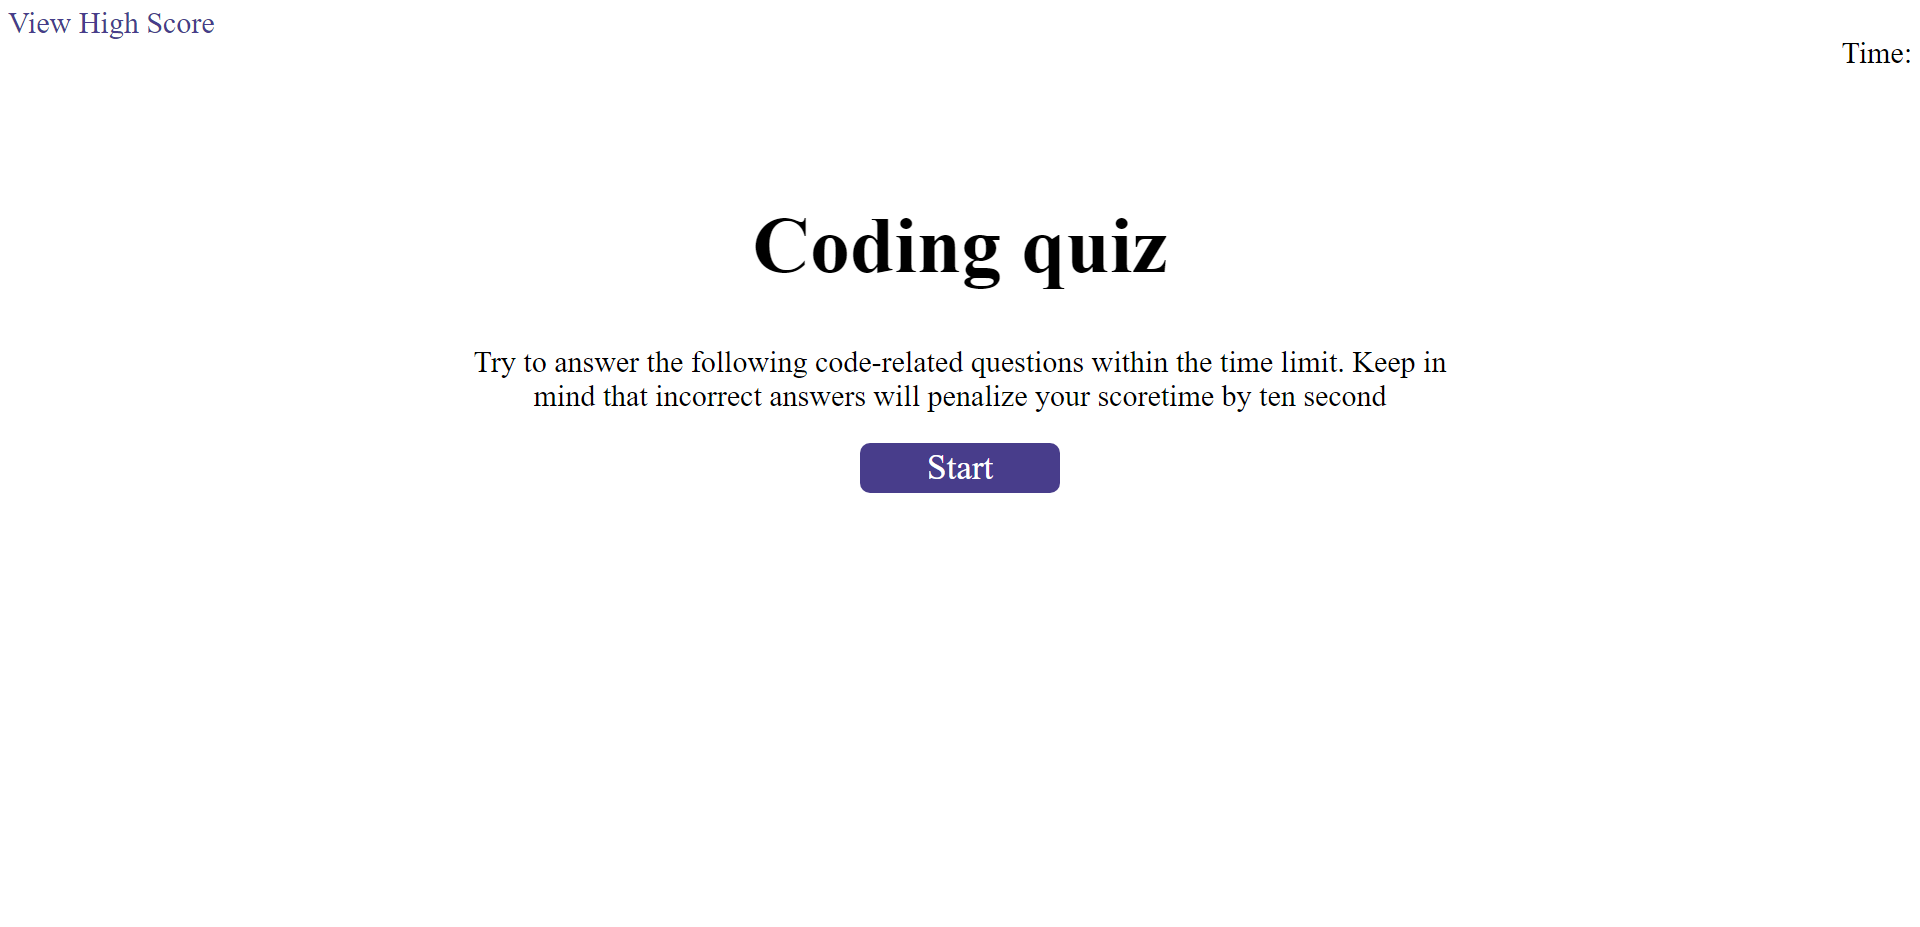 View High Score
Time:
Coding quiz
Try to answer the following code-related questions within the time limit. Keep in
mind that incorrect answers will penalize your scoretime by ten second
Start